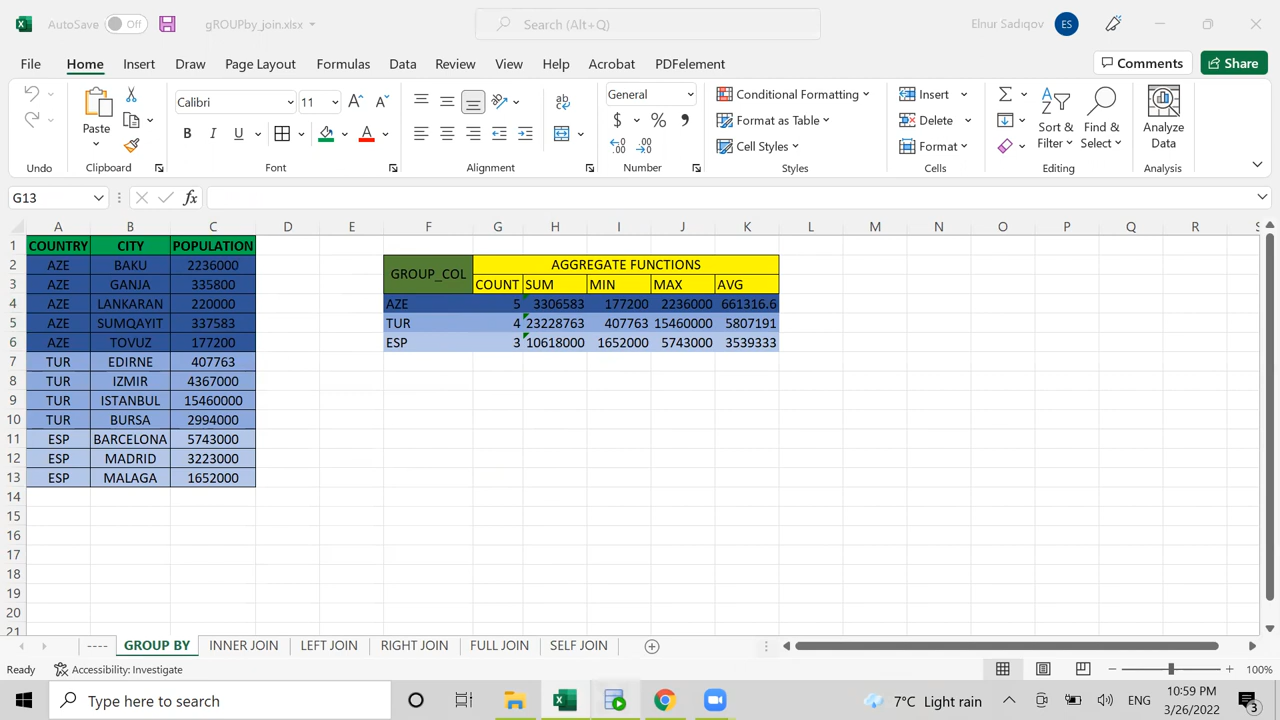 AutoSave Off gROUPby_join.xlsx Search (Alt+Q) Elnur Sadıqov ES
File Home Insert Draw Page Layout Formulas Data Review View Help Acrobat PDFelement Comments Share
Paste Calibri 11 General Conditional Formatting Insert
Format as Table Delete Sort & Find & Analyze
B I U A $ % Cell Styles Format Filter Select Data
Undo Clipboard Font Alignment Number Styles Cells Editing Analysis
G13 fx
A B C D E F G H I J K L M N O P Q R S
1 COUNTRY CITY POPULATION
2 AZE BAKU 2236000 GROUP_COL AGGREGATE FUNCTIONS
3 AZE GANJA 335800 COUNT SUM MIN MAX AVG
4 AZE LANKARAN 220000 AZE 5 3306583 177200 2236000 661316.6
5 AZE SUMQAYIT 337583 TUR 4 23228763 407763 15460000 5807191
6 AZE TOVUZ 177200 ESP 3 10618000 1652000 5743000 3539333
7 TUR EDIRNE 407763
8 TUR IZMIR 4367000
9 TUR ISTANBUL 15460000
10 TUR BURSA 2994000
11 ESP BARCELONA 5743000
12 ESP MADRID 3223000
13 ESP MALAGA 1652000
14
15
16
17
18
19
20
21
---- GROUP BY INNER JOIN LEFT JOIN RIGHT JOIN FULL JOIN SELF JOIN
Ready Accessibility: Investigate 100%
Type here to search 7°C Light rain ENG 10:59 PM
3/26/2022 3